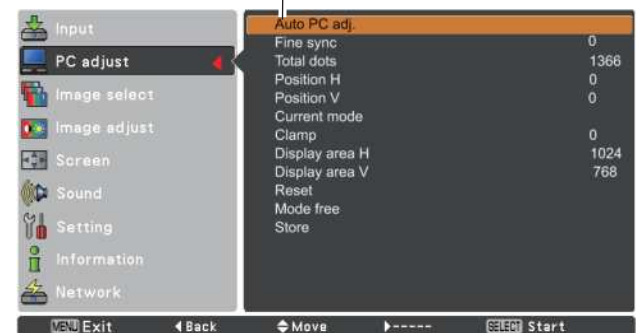 Input
PC adjust
Image select
Image adjust
Screen
Sound
Setting
Information
Network
Auto PC adj.
Fine sync 0
Total dots 1366
Position H 0
Position V 0
Current mode
Clamp 0
Display area H 1024
Display area V 768
Reset
Mode free
Store
MENU Exit ◀Back Move ▶----- SELECT Start